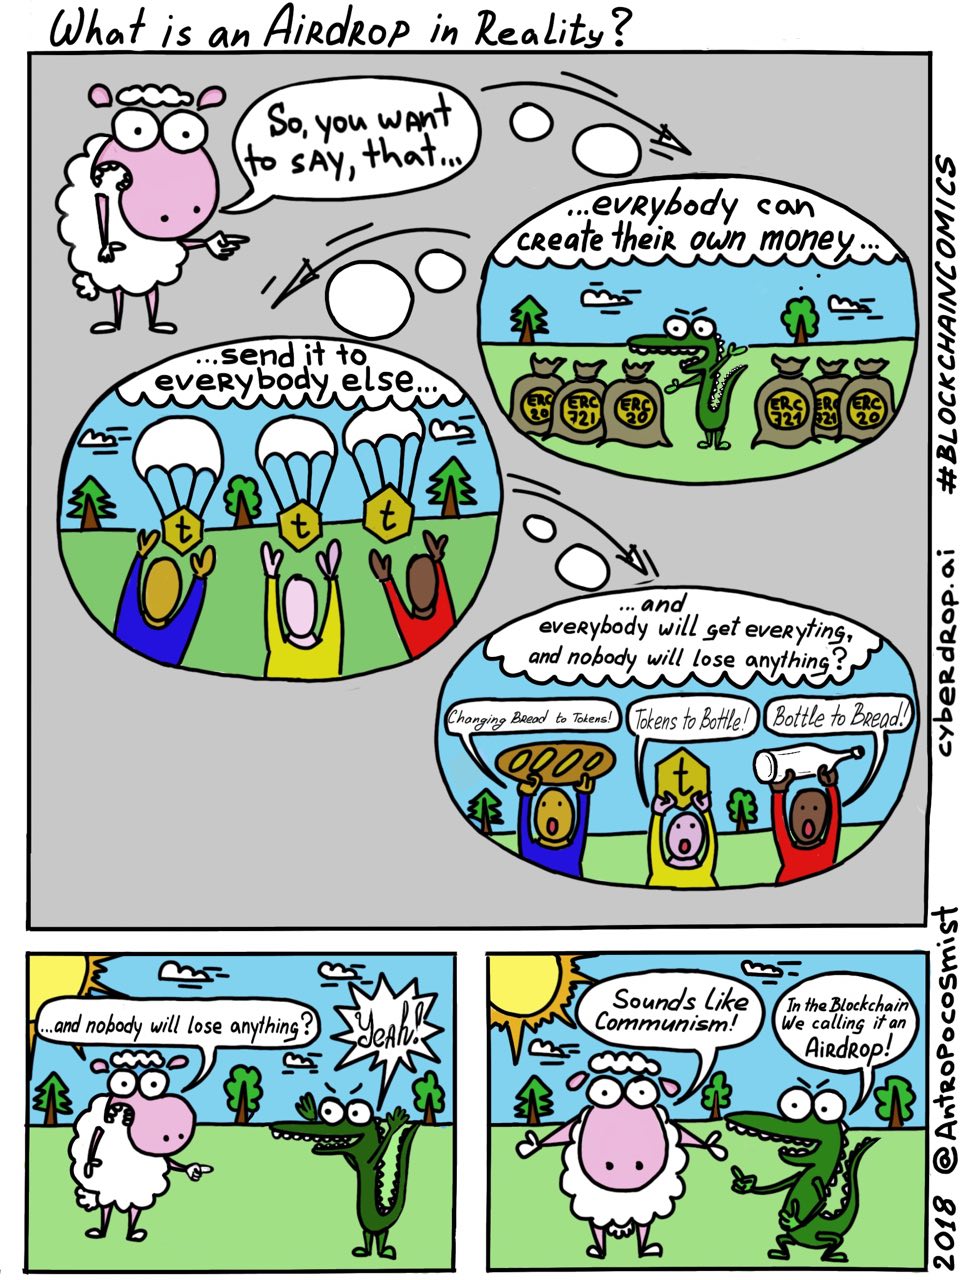 What is an AIRDROP in Reality?
So, you want
to say, that...
...evrybody can
create their own money...
ERC
20
ERC
721
ERC
20
ERC
721
ERC
20
...send it to
everybody else...
t
t
t
...and
everybody will get everyting,
and nobody will lose anything?
Changing Bread to Tokens!
Tokens to Bottle!
Bottle to Bread!
t
...and nobody will lose anything?
Yeah!
Sounds like
Communism!
In the Blockchain
We calling it an
AIRDROP!
#BLOCKCHAINCOMICS
cyberdrop.ai
2018 @Antropocosmist